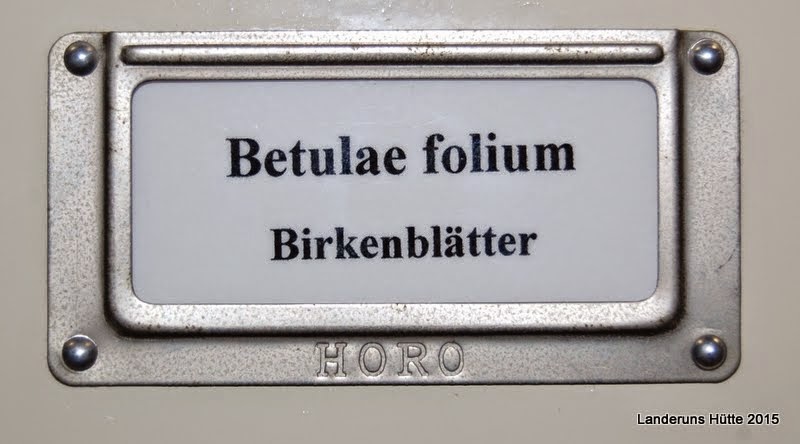 Betulae folium
Birkenblätter
HORO
Landeruns Hütte 2015